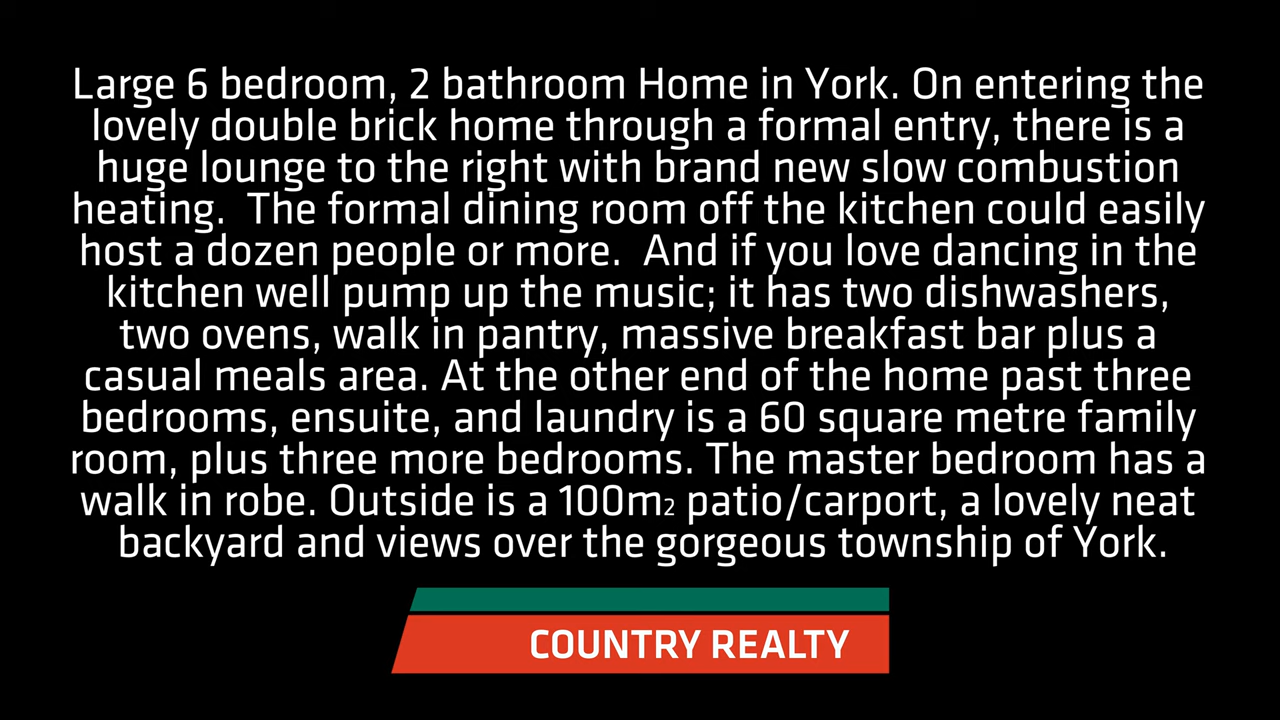 Large 6 bedroom, 2 bathroom Home in York. On entering the
lovely double brick home through a formal entry, there is a
huge lounge to the right with brand new slow combustion
heating.  The formal dining room off the kitchen could easily
host a dozen people or more.  And if you love dancing in the
kitchen well pump up the music; it has two dishwashers,
two ovens, walk in pantry, massive breakfast bar plus a
casual meals area. At the other end of the home past three
bedrooms, ensuite, and laundry is a 60 square metre family
room, plus three more bedrooms. The master bedroom has a
walk in robe. Outside is a 100m₂ patio/carport, a lovely neat
backyard and views over the gorgeous township of York.
COUNTRY REALTY